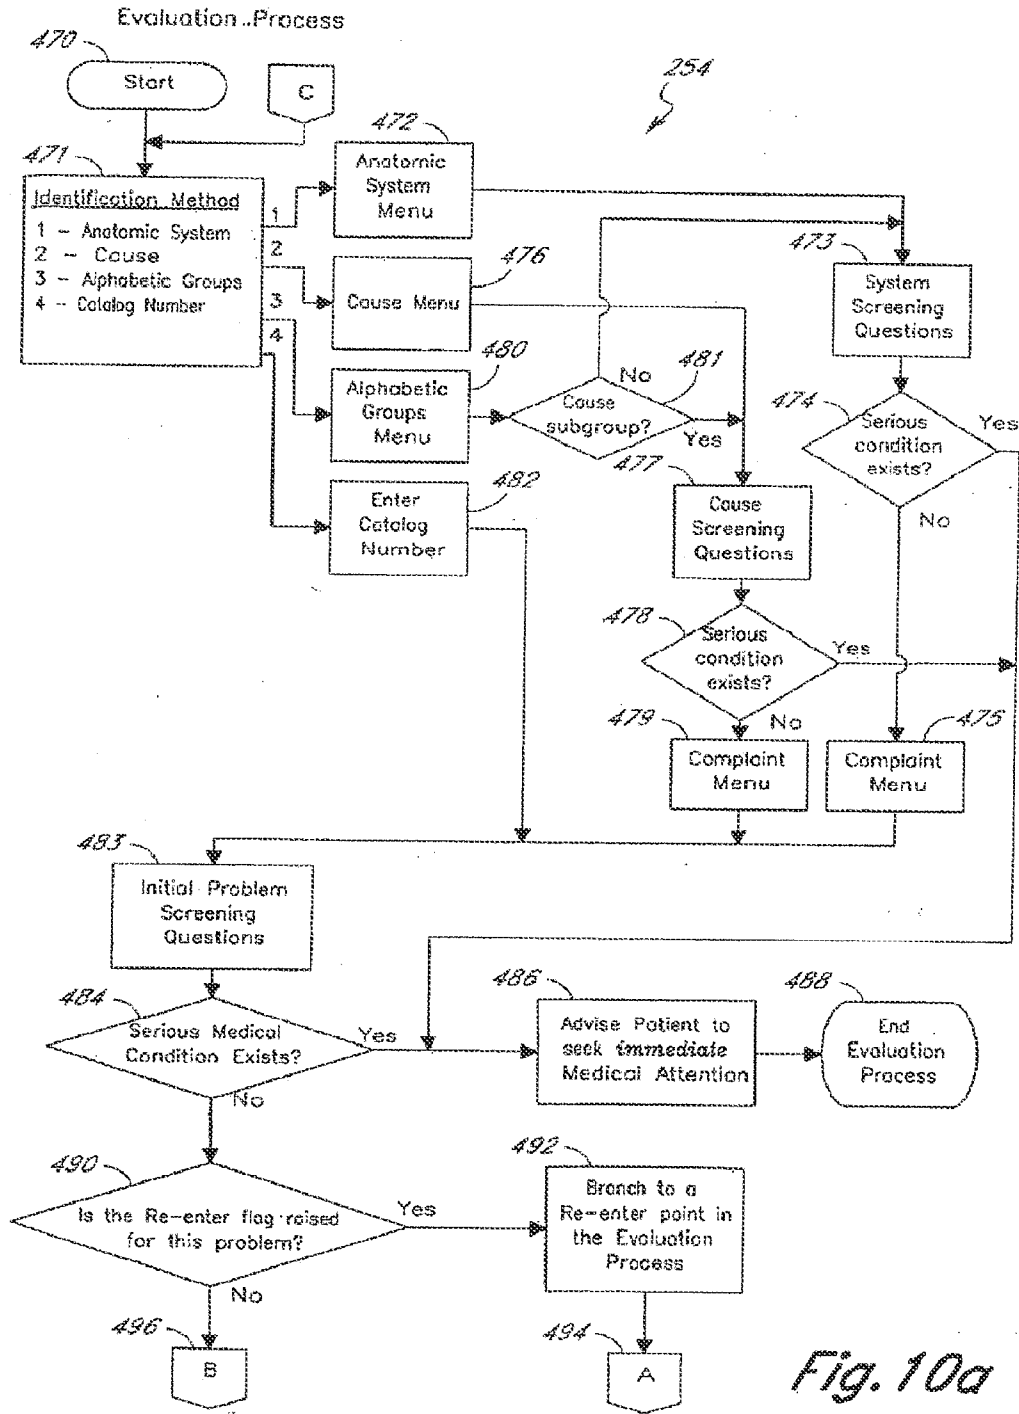 Evaluation Process
470
Start
C
254
471
Identification Method
1 - Anatomic System
2 - Cause
3 - Alphabetic Groups
4 - Catalog Number
1
2
3
4
472
Anatomic
System
Menu
476
Cause Menu
480
Alphabetic
Groups
Menu
481
Cause
subgroup?
No
Yes
482
Enter
Catalog
Number
473
System
Screening
Questions
474
Serious
condition
exists?
Yes
No
477
Cause
Screening
Questions
478
Serious
condition
exists?
Yes
No
479
Complaint
Menu
475
Complaint
Menu
483
Initial Problem
Screening
Questions
484
Serious Medical
Condition Exists?
Yes
No
486
Advise Patient to
seek immediate
Medical Attention
488
End
Evaluation
Process
490
Is the Re-enter flag raised
for this problem?
Yes
No
492
Branch to a
Re-enter point in
the Evaluation
Process
496
B
494
A
Fig. 10a